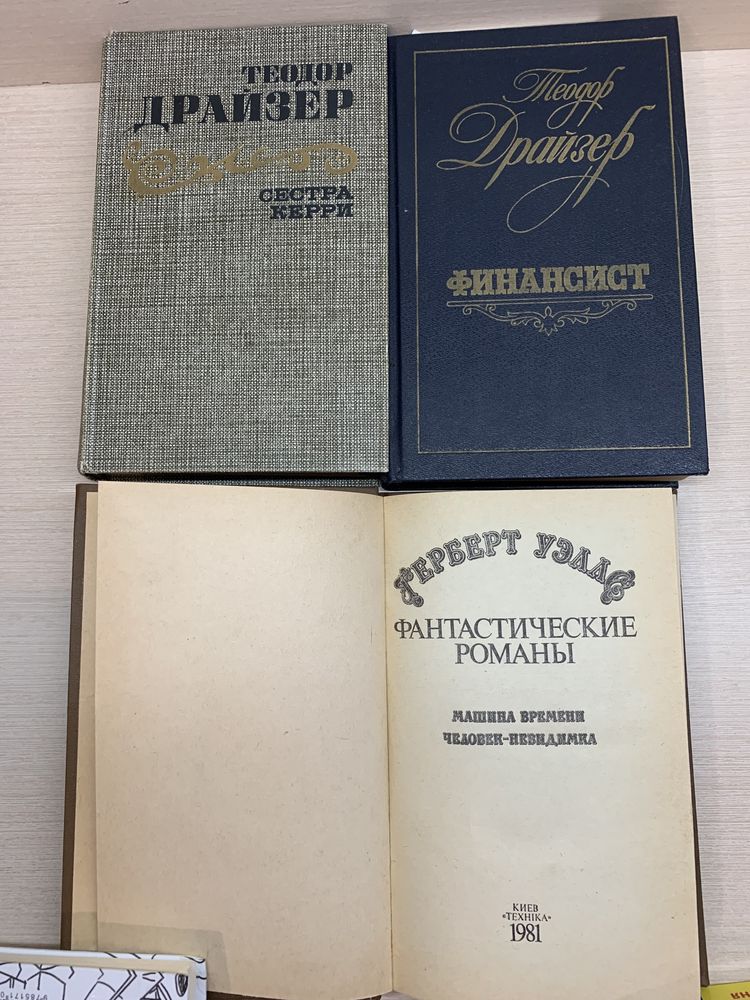 ТЕОДОР
ДРАЙЗЕР
СЕСТРА
КЕРРИ
Теодор
Драйзер
ФИНАНСИСТ
ГЕРБЕРТ УЭЛЛС
ФАНТАСТИЧЕСКИЕ
РОМАНЫ
МАШИНА ВРЕМЕНИ
ЧЕЛОВЕК-НЕВИДИМКА
КИЕВ
«ТЕХНІКА»
1981